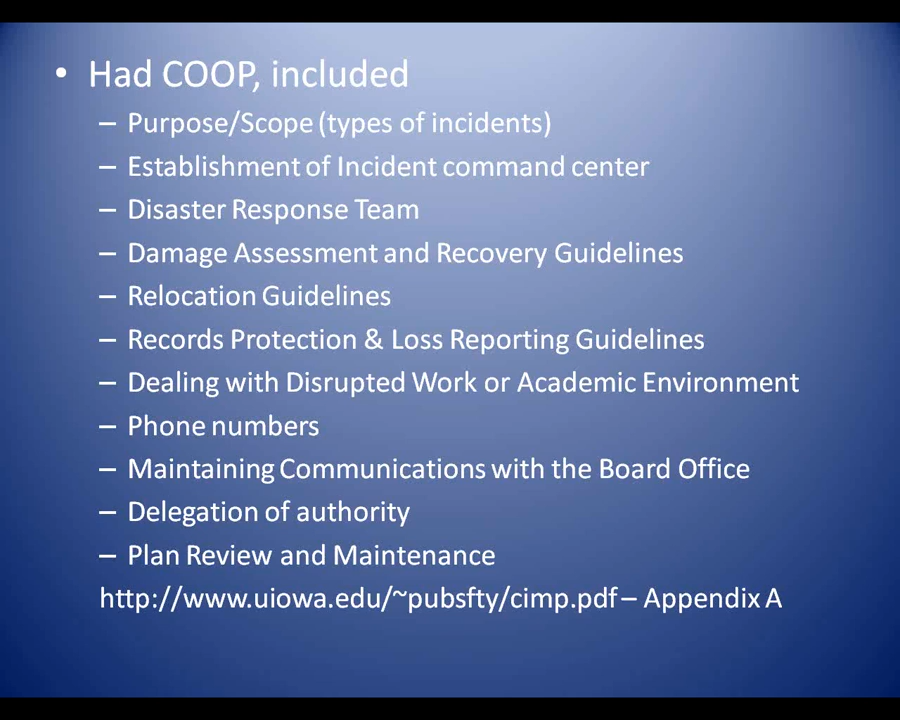 • Had COOP, included
– Purpose/Scope (types of incidents)
– Establishment of Incident command center
– Disaster Response Team
– Damage Assessment and Recovery Guidelines
– Relocation Guidelines
– Records Protection & Loss Reporting Guidelines
– Dealing with Disrupted Work or Academic Environment
– Phone numbers
– Maintaining Communications with the Board Office
– Delegation of authority
– Plan Review and Maintenance
http://www.uiowa.edu/~pubsfty/cimp.pdf – Appendix A